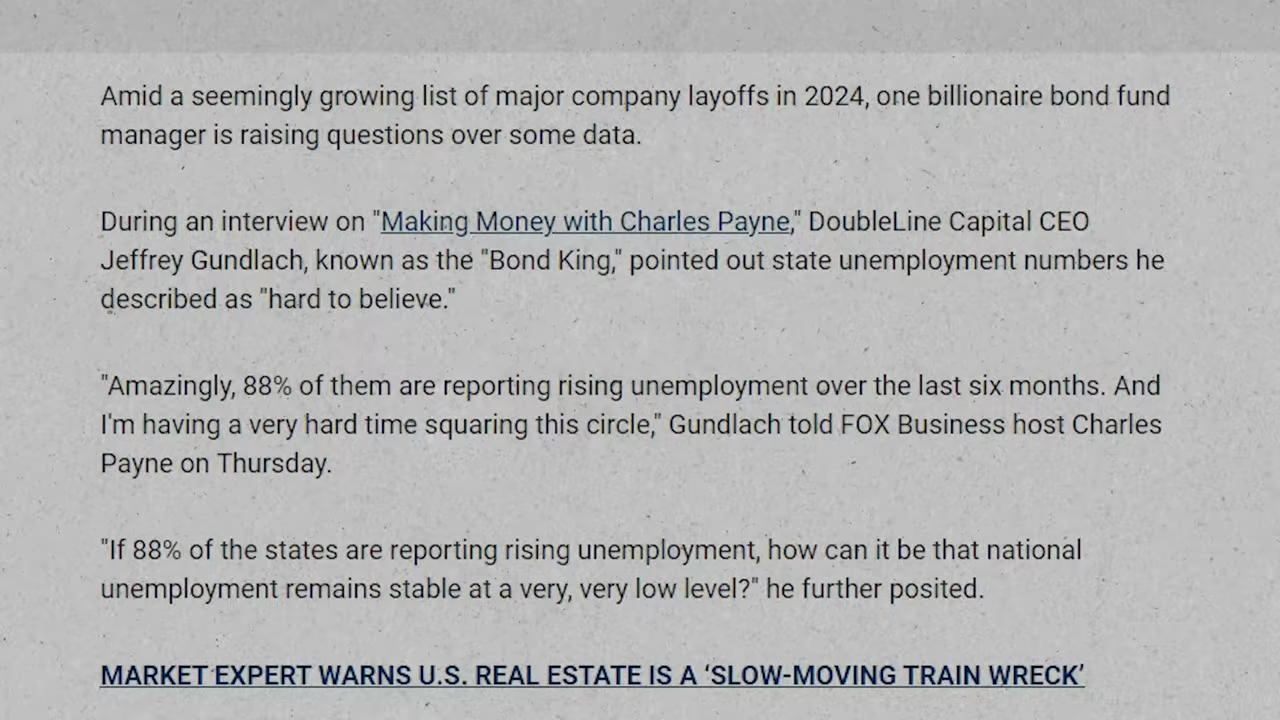 Amid a seemingly growing list of major company layoffs in 2024, one billionaire bond fund
manager is raising questions over some data.
During an interview on "Making Money with Charles Payne," DoubleLine Capital CEO
Jeffrey Gundlach, known as the "Bond King," pointed out state unemployment numbers he
described as "hard to believe."
"Amazingly, 88% of them are reporting rising unemployment over the last six months. And
I'm having a very hard time squaring this circle," Gundlach told FOX Business host Charles
Payne on Thursday.
"If 88% of the states are reporting rising unemployment, how can it be that national
unemployment remains stable at a very, very low level?" he further posited.
MARKET EXPERT WARNS U.S. REAL ESTATE IS A ‘SLOW-MOVING TRAIN WRECK’